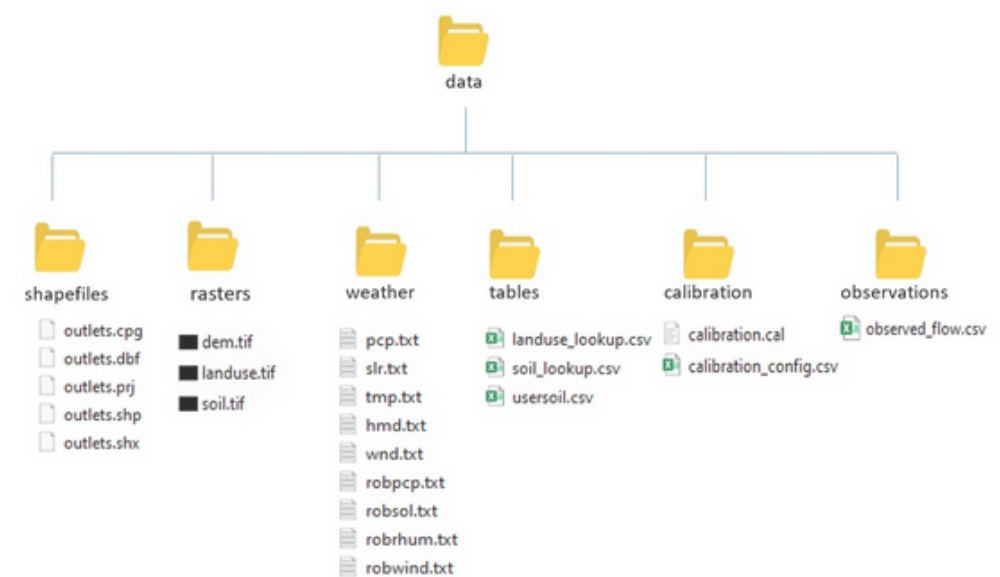 data
shapefiles
outlets.cpg
outlets.dbf
outlets.prj
outlets.shp
outlets.shx
rasters
dem.tif
landuse.tif
soil.tif
weather
pcp.txt
slr.txt
tmp.txt
hmd.txt
wnd.txt
robpcp.txt
robsol.txt
robrhum.txt
robwind.txt
tables
landuse_lookup.csv
soil_lookup.csv
usersoil.csv
calibration
calibration.cal
calibration_config.csv
observations
observed_flow.csv